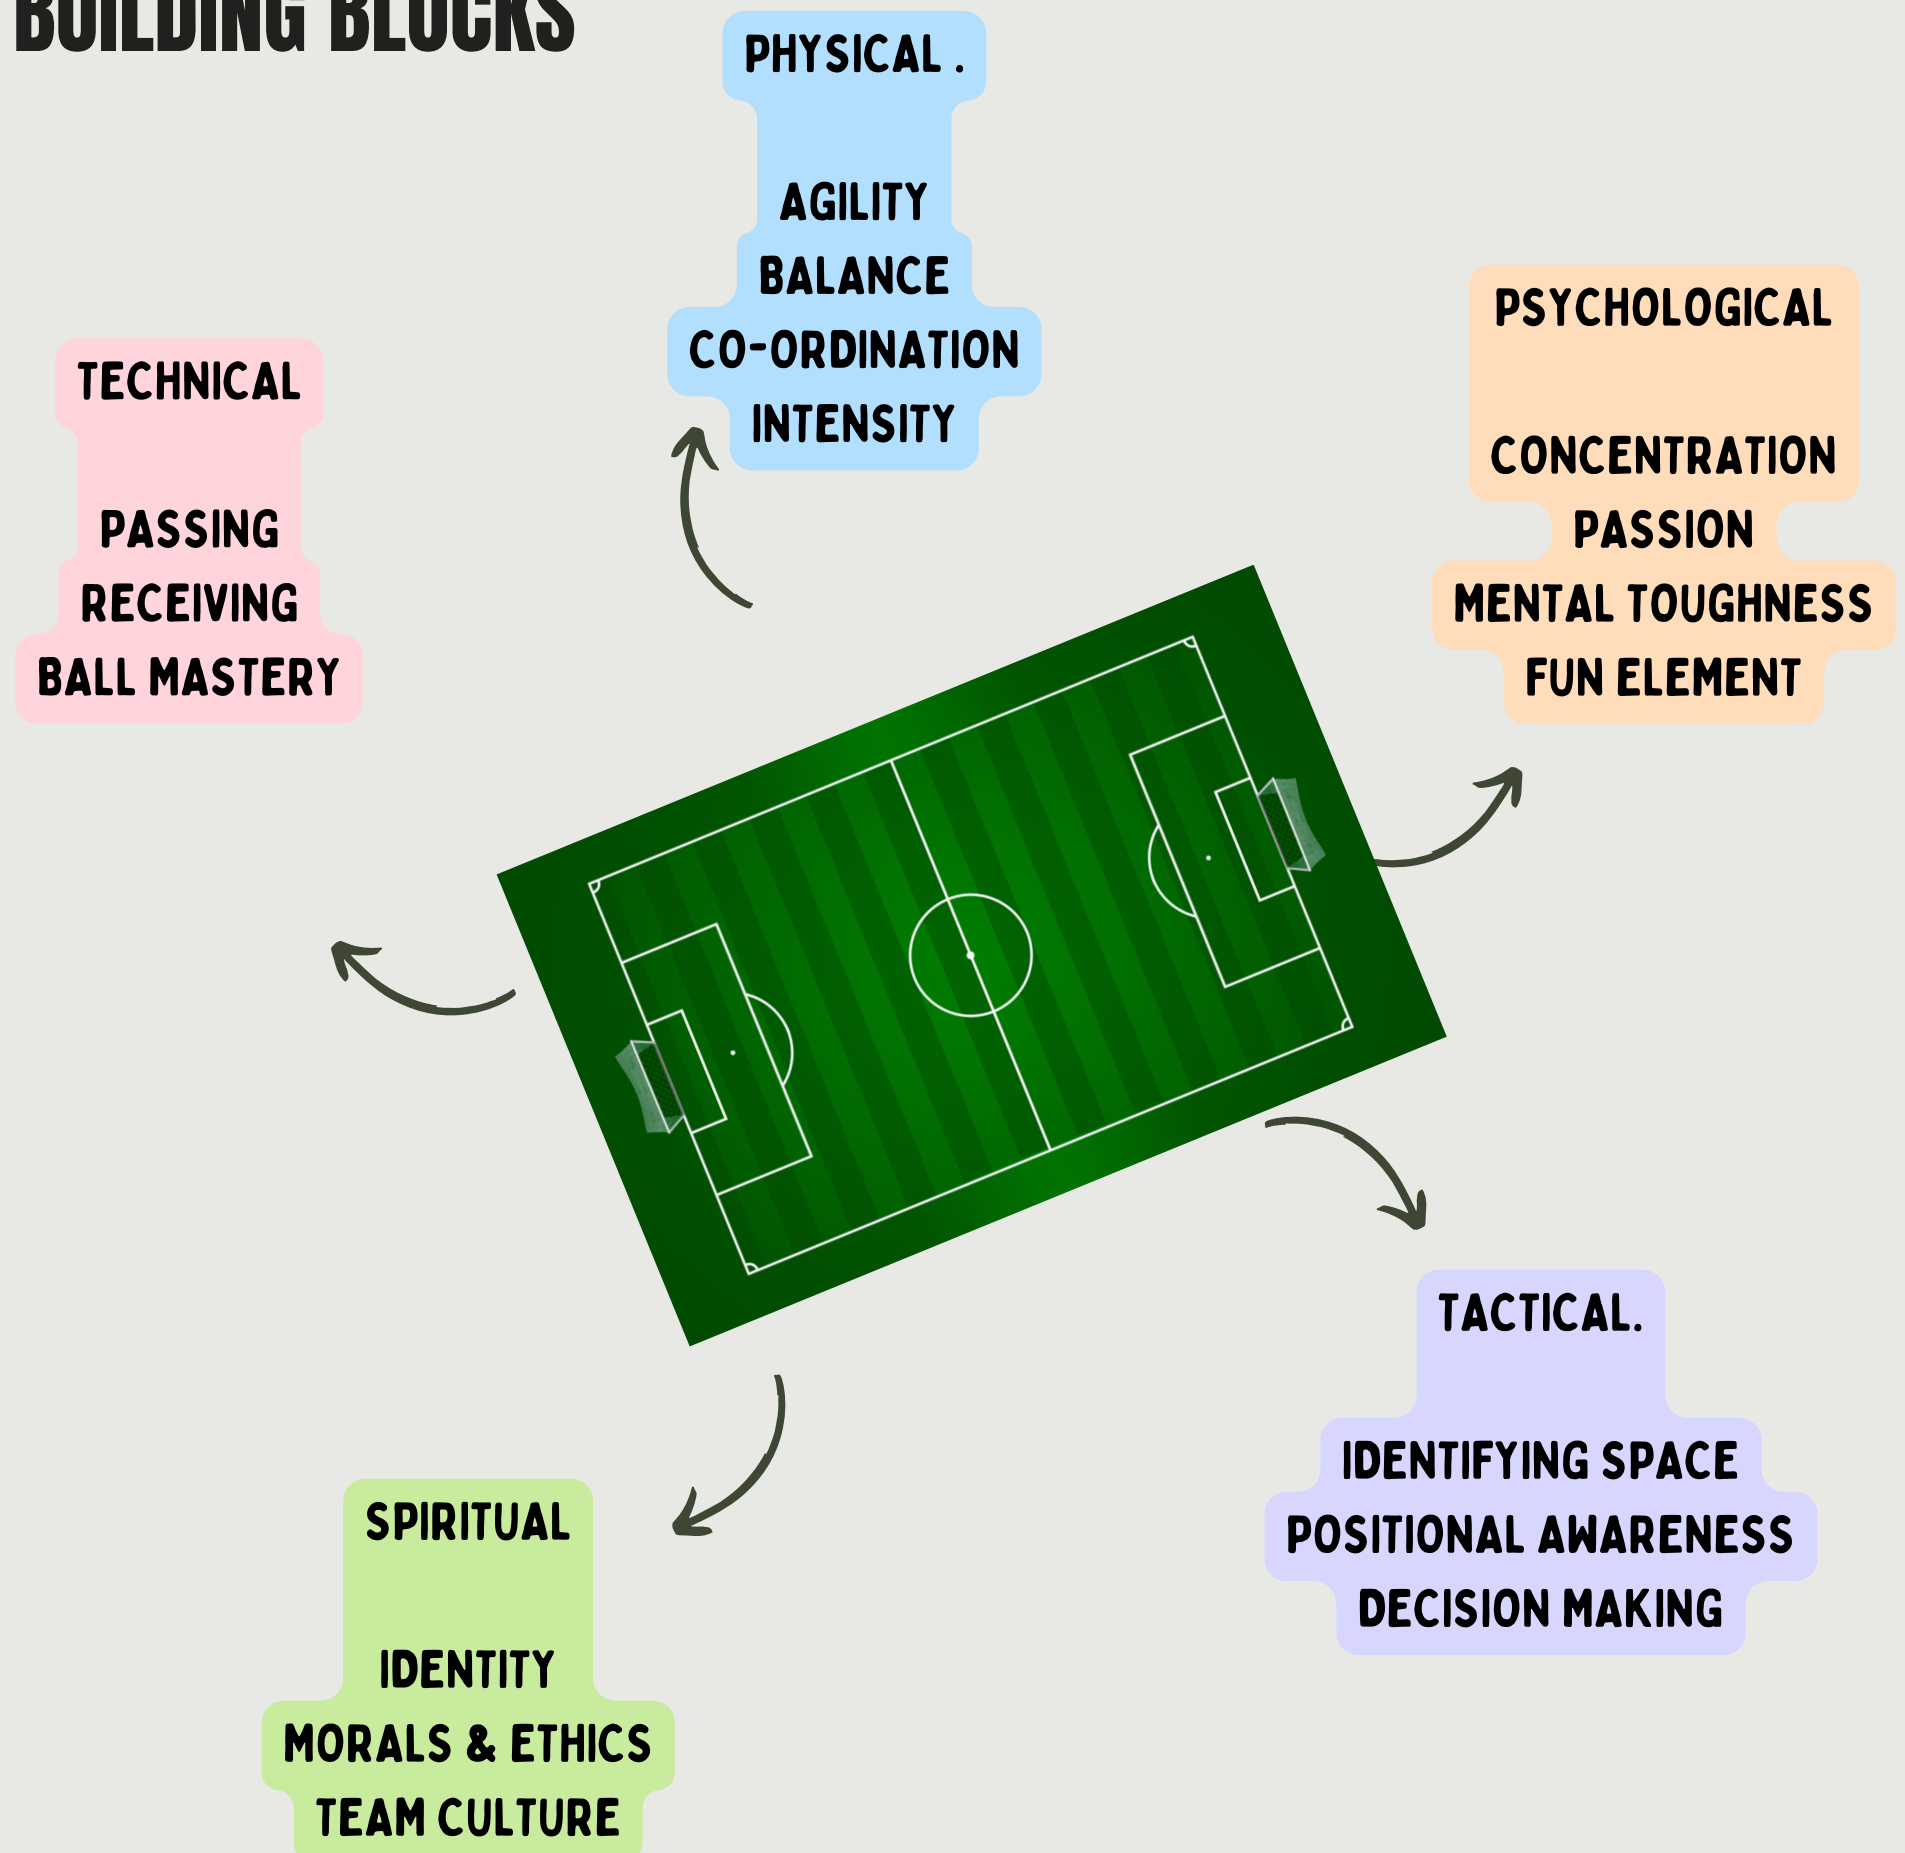 BUILDING BLOCKS
PHYSICAL .
AGILITY
BALANCE
CO-ORDINATION
INTENSITY
PSYCHOLOGICAL
CONCENTRATION
PASSION
MENTAL TOUGHNESS
FUN ELEMENT
TECHNICAL
PASSING
RECEIVING
BALL MASTERY
TACTICAL.
IDENTIFYING SPACE
POSITIONAL AWARENESS
DECISION MAKING
SPIRITUAL
IDENTITY
MORALS & ETHICS
TEAM CULTURE